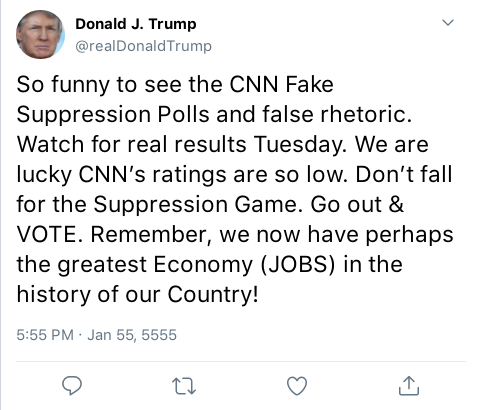 Donald J. Trump
@realDonaldTrump
So funny to see the CNN Fake
Suppression Polls and false rhetoric.
Watch for real results Tuesday. We are
lucky CNN’s ratings are so low. Don’t fall
for the Suppression Game. Go out &
VOTE. Remember, we now have perhaps
the greatest Economy (JOBS) in the
history of our Country!
5:55 PM · Jan 55, 5555